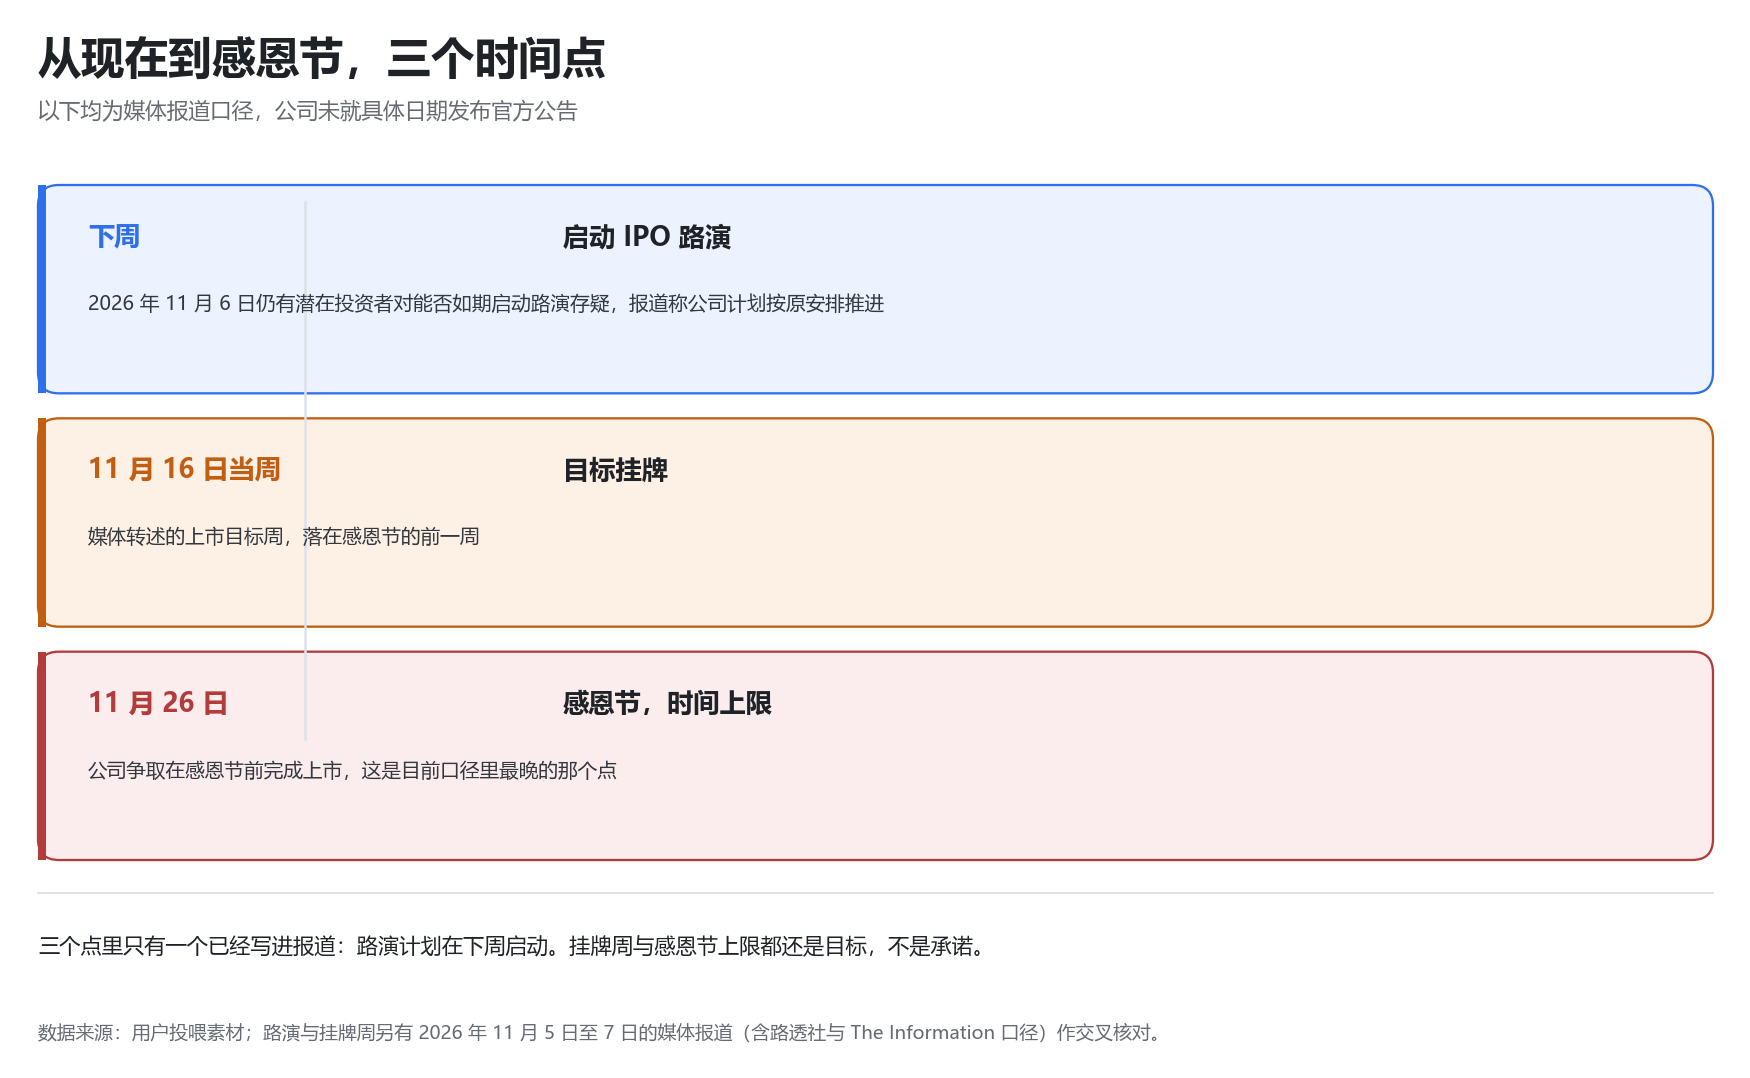 从现在到感恩节，三个时间点
以下均为媒体报道口径，公司未就具体日期发布官方公告
下周
启动 IPO 路演
2026 年 11 月 6 日仍有潜在投资者对能否如期启动路演存疑，报道称公司计划按原安排推进
11 月 16 日当周
目标挂牌
媒体转述的上市目标周，落在感恩节的前一周
11 月 26 日
感恩节，时间上限
公司争取在感恩节前完成上市，这是目前口径里最晚的那个点
三个点里只有一个已经写进报道：路演计划在下周启动。挂牌周与感恩节上限都还是目标，不是承诺。
数据来源：用户投喂素材；路演与挂牌周另有 2026 年 11 月 5 日至 7 日的媒体报道（含路透社与 The Information 口径）作交叉核对。